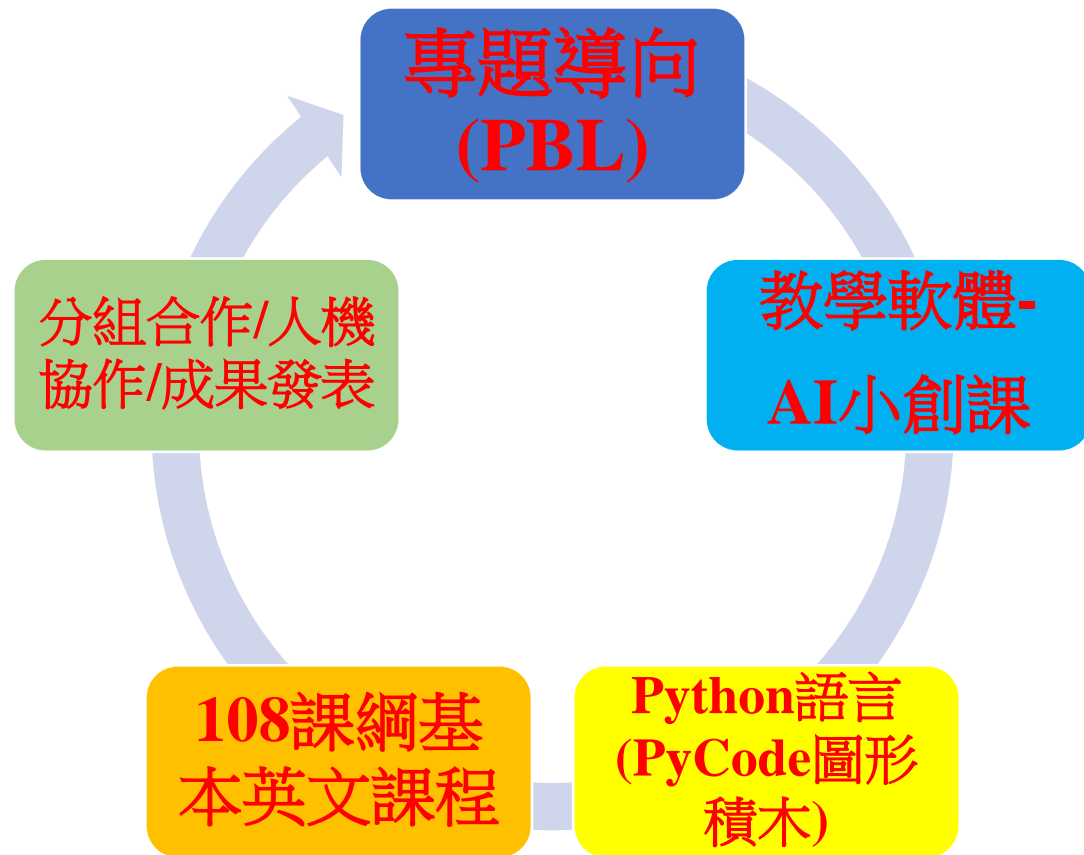 專題導向
(PBL)
教學軟體-
AI小創課
Python語言
(PyCode圖形
積木)
108課綱基
本英文課程
分組合作/人機
協作/成果發表